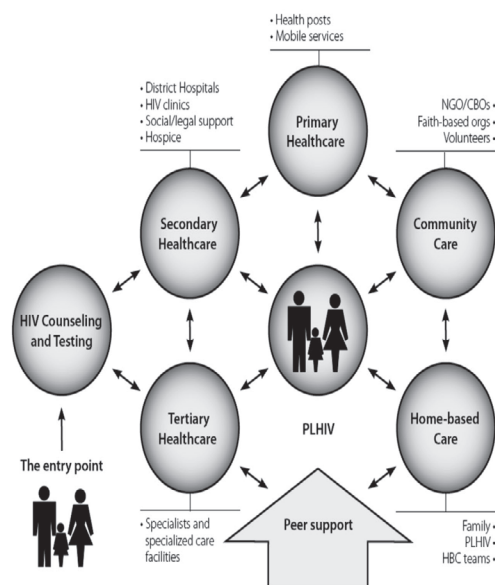 • Health posts
• Mobile services
Primary
Healthcare
• District Hospitals
• HIV clinics
• Social/legal support
• Hospice
NGO/CBOs •
Faith-based orgs •
Volunteers •
Secondary
Healthcare
Community
Care
HIV Counseling
and Testing
Tertiary
Healthcare
PLHIV
Home-based
Care
The entry point
• Specialists and
specialized care
facilities
Peer support
Family •
PLHIV •
HBC teams •